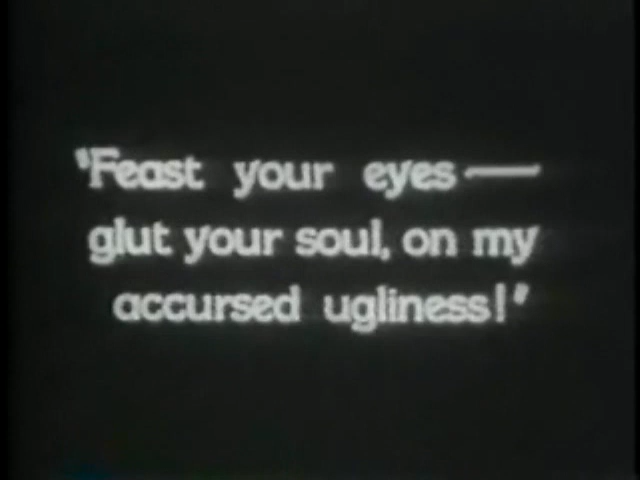 "Feast your eyes—
glut your soul, on my
accursed ugliness!"